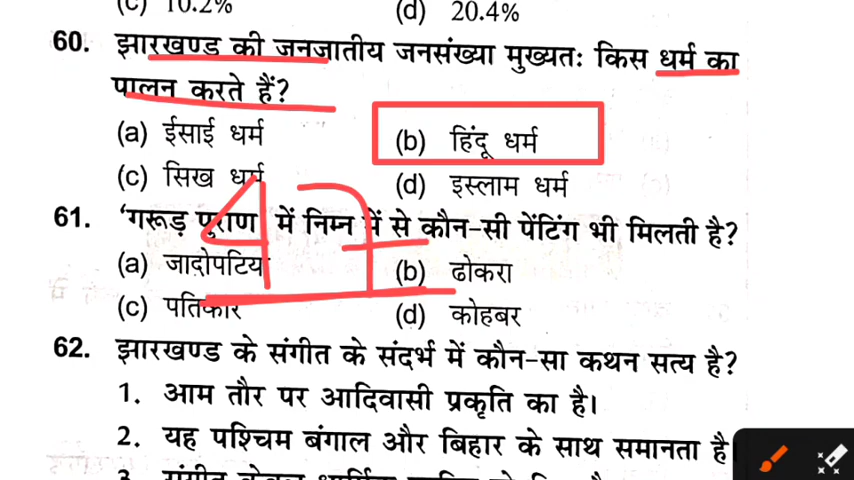 (c) 10.2% (d) 20.4%
60. झारखण्ड की जनजातीय जनसंख्या मुख्यतः किस धर्म का
पालन करते हैं?
(a) ईसाई धर्म (b) हिंदू धर्म
(c) सिख धर्म (d) इस्लाम धर्म
61. ‘गरूड़ पुराण में निम्न में से कौन-सी पेंटिंग भी मिलती है?
(a) जादोपटिय (b) ढोकरा
(c) पतिकार (d) कोहबर
47
62. झारखण्ड के संगीत के संदर्भ में कौन-सा कथन सत्य है?
1. आम तौर पर आदिवासी प्रकृति का है।
2. यह पश्चिम बंगाल और बिहार के साथ समानता है।
3.